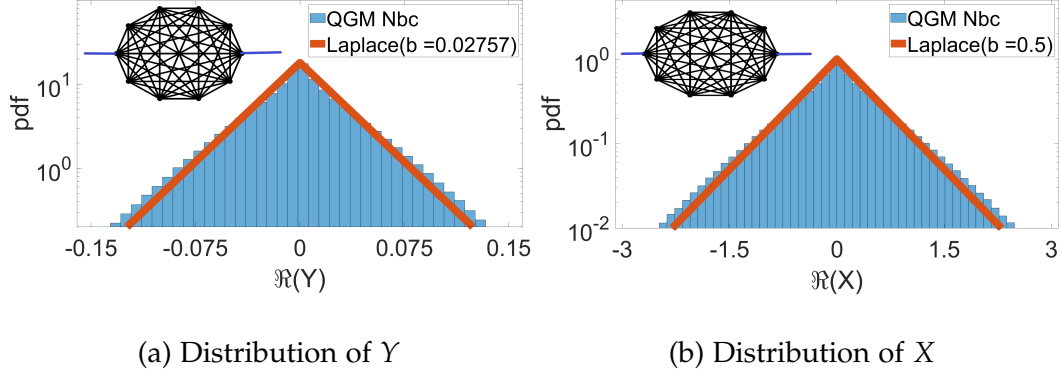 QGM Nbc
Laplace(b =0.02757)
pdf
10^1
10^0
-0.15 -0.075 0 0.075 0.15
ℜ(Y)
(a) Distribution of Y
QGM Nbc
Laplace(b =0.5)
pdf
10^0
10^-1
10^-2
-3 -1.5 0 1.5 3
ℜ(X)
(b) Distribution of X